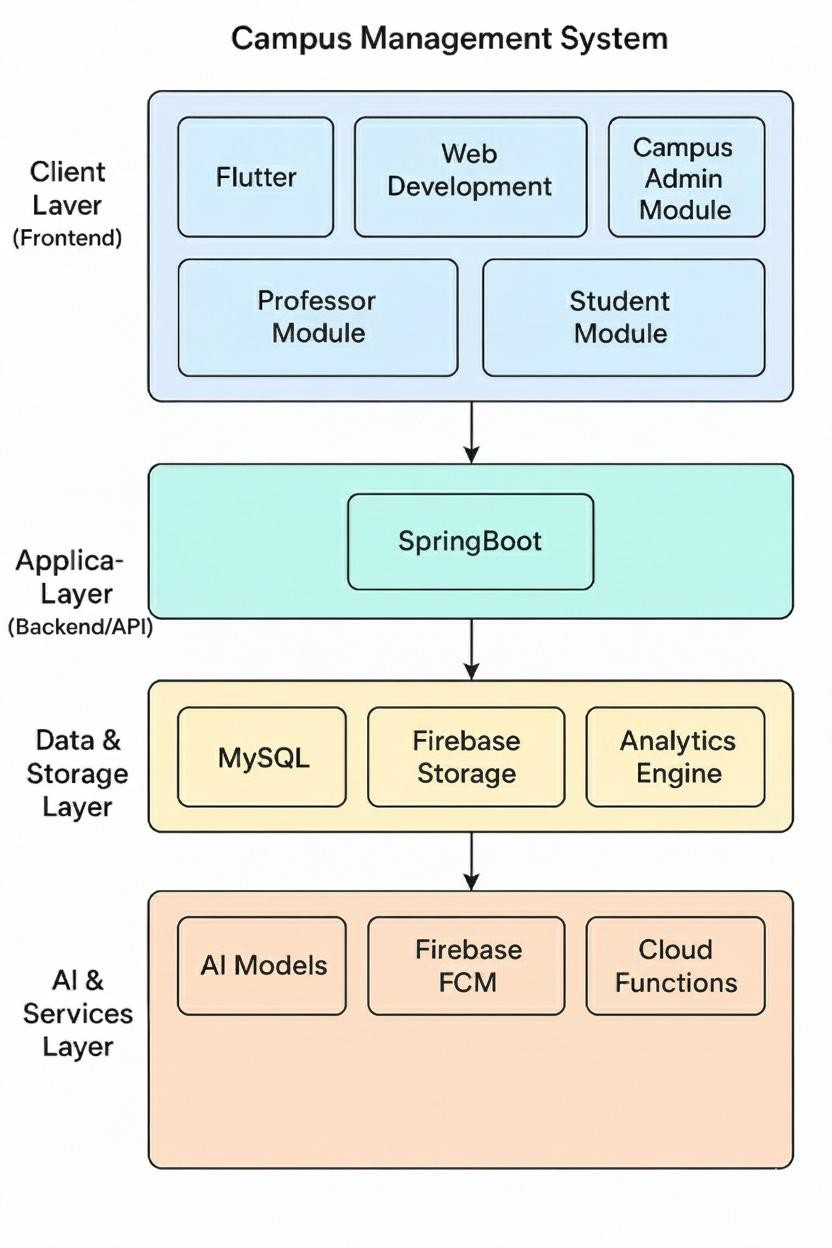 Campus Management System
Client
Laver
(Frontend)
Flutter
Web
Development
Campus
Admin
Module
Professor
Module
Student
Module
Applica-
Layer
(Backend/API)
SpringBoot
Data &
Storage
Layer
MySQL
Firebase
Storage
Analytics
Engine
AI &
Services
Layer
AI Models
Firebase
FCM
Cloud
Functions